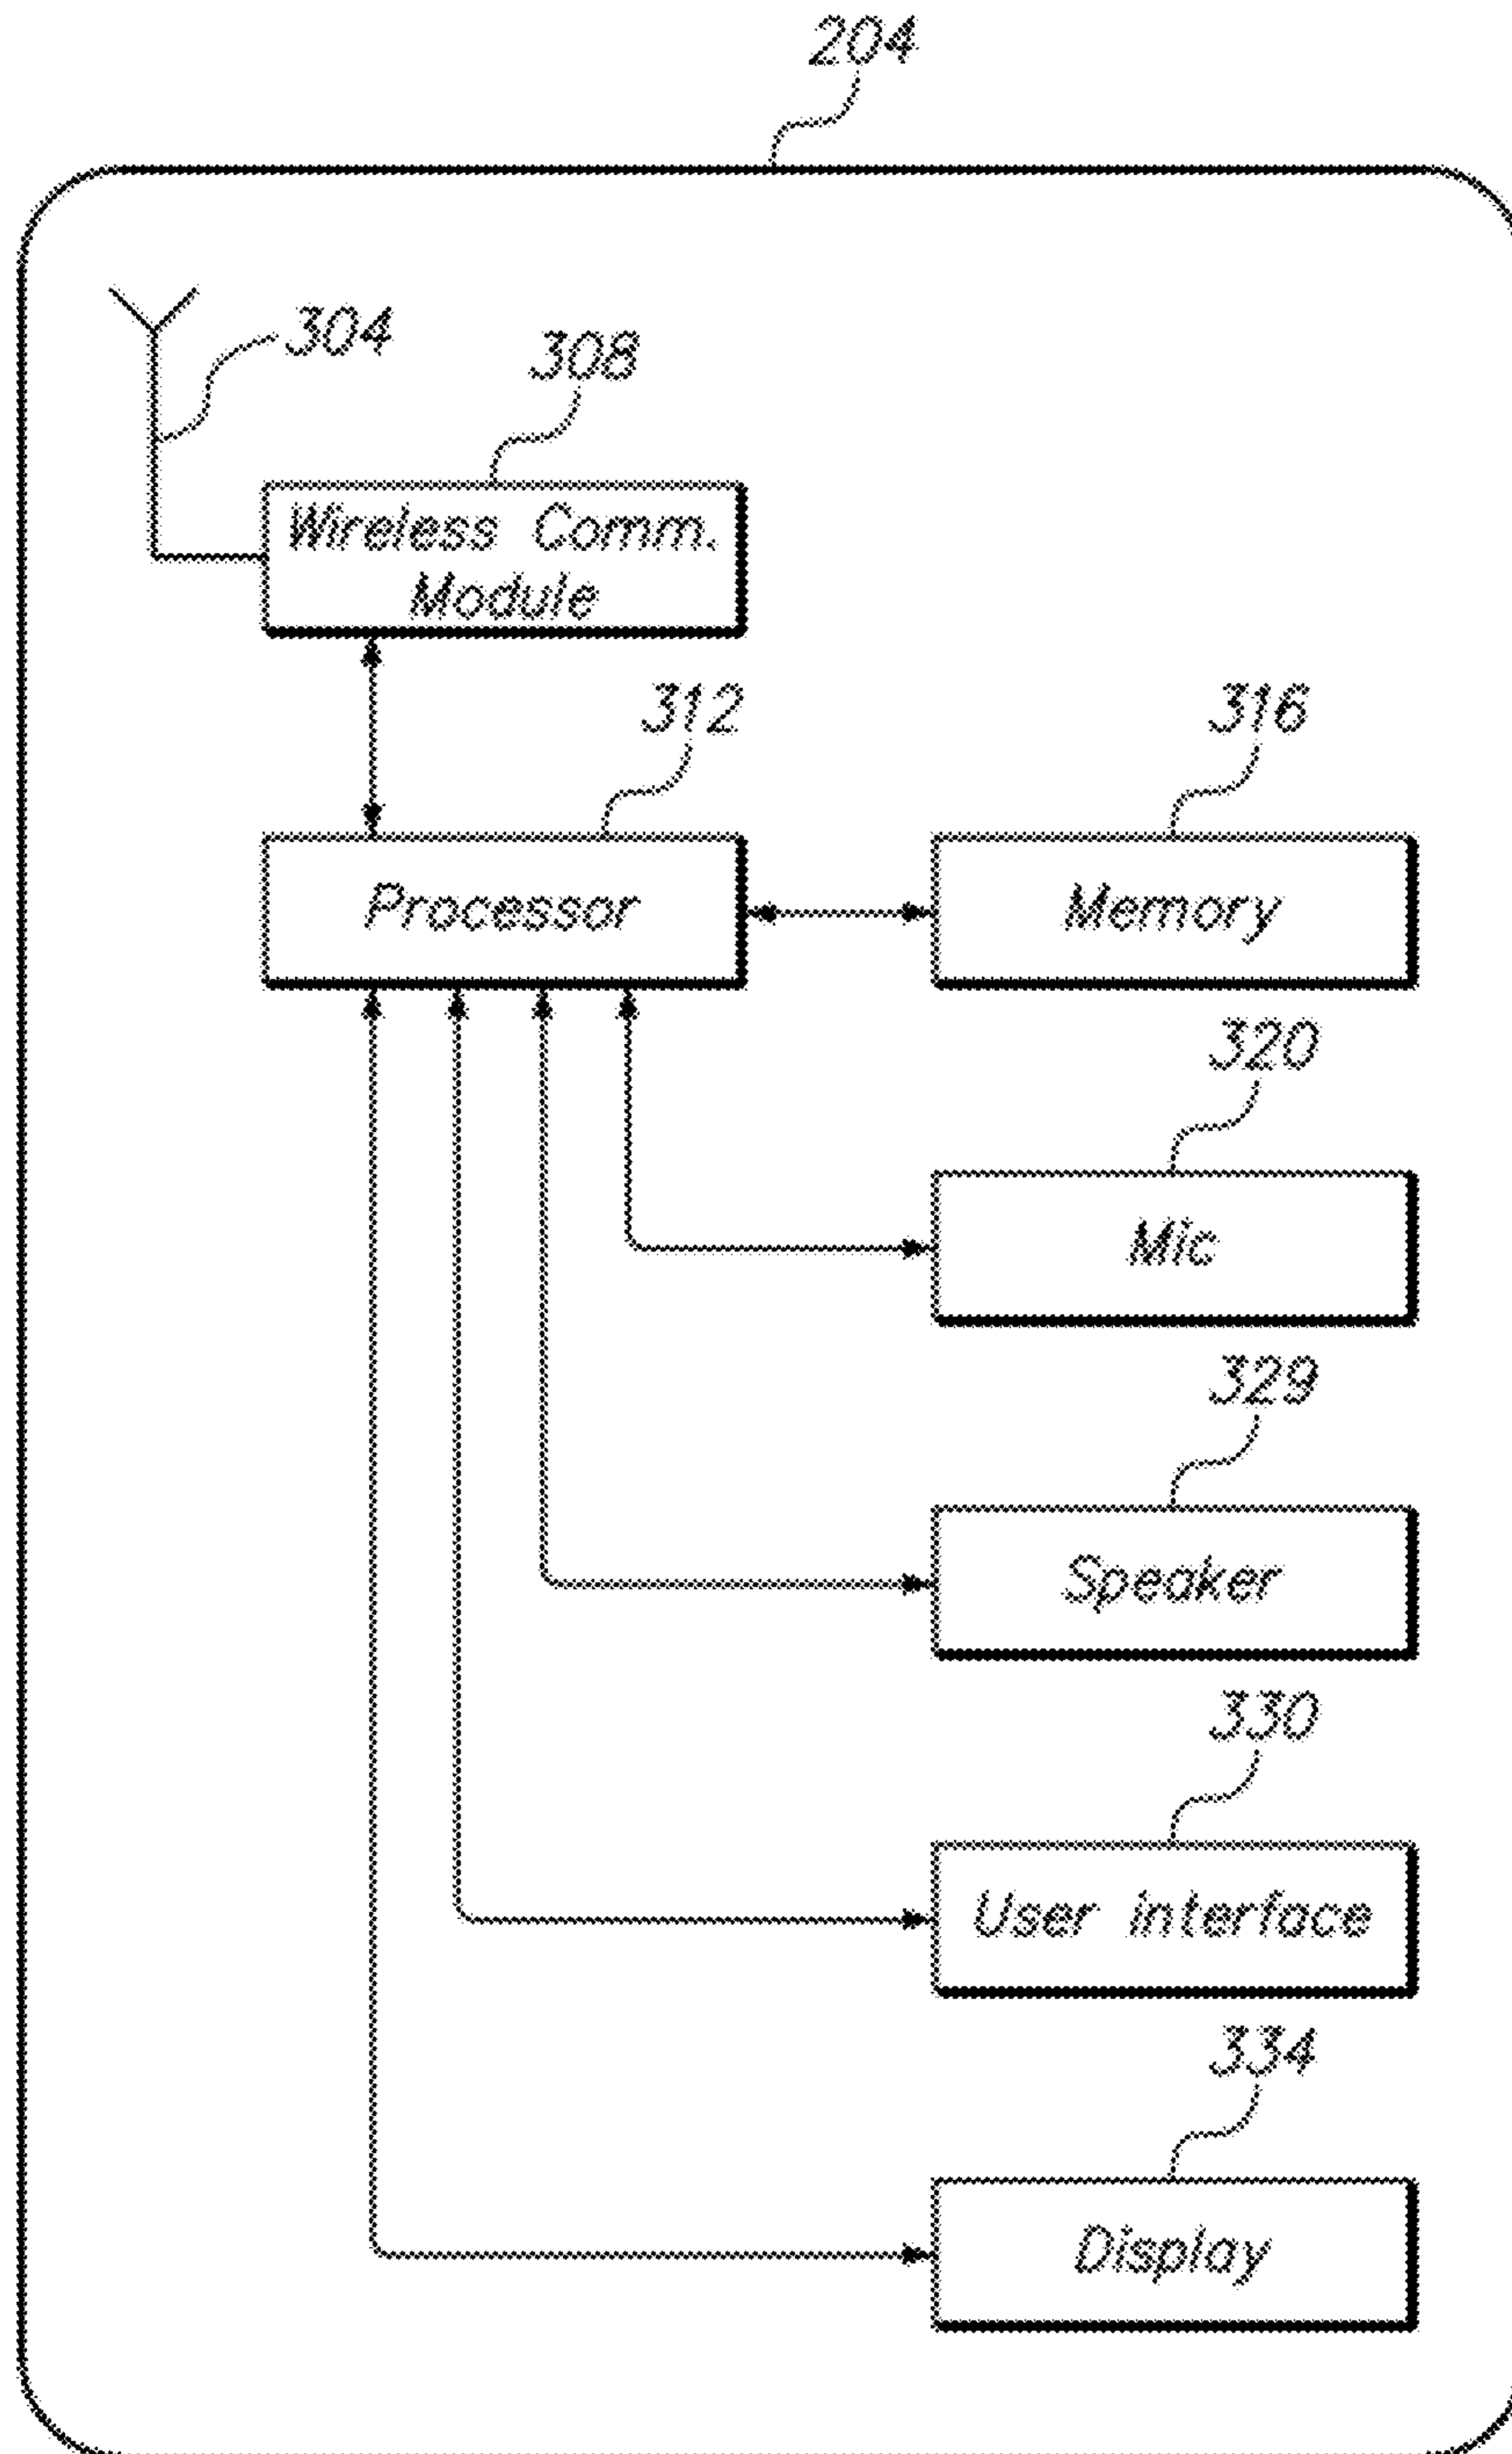 204
304
308
Wireless Comm.
Module
312
316
Processor
Memory
320
Mic
329
Speaker
330
User interface
334
Display